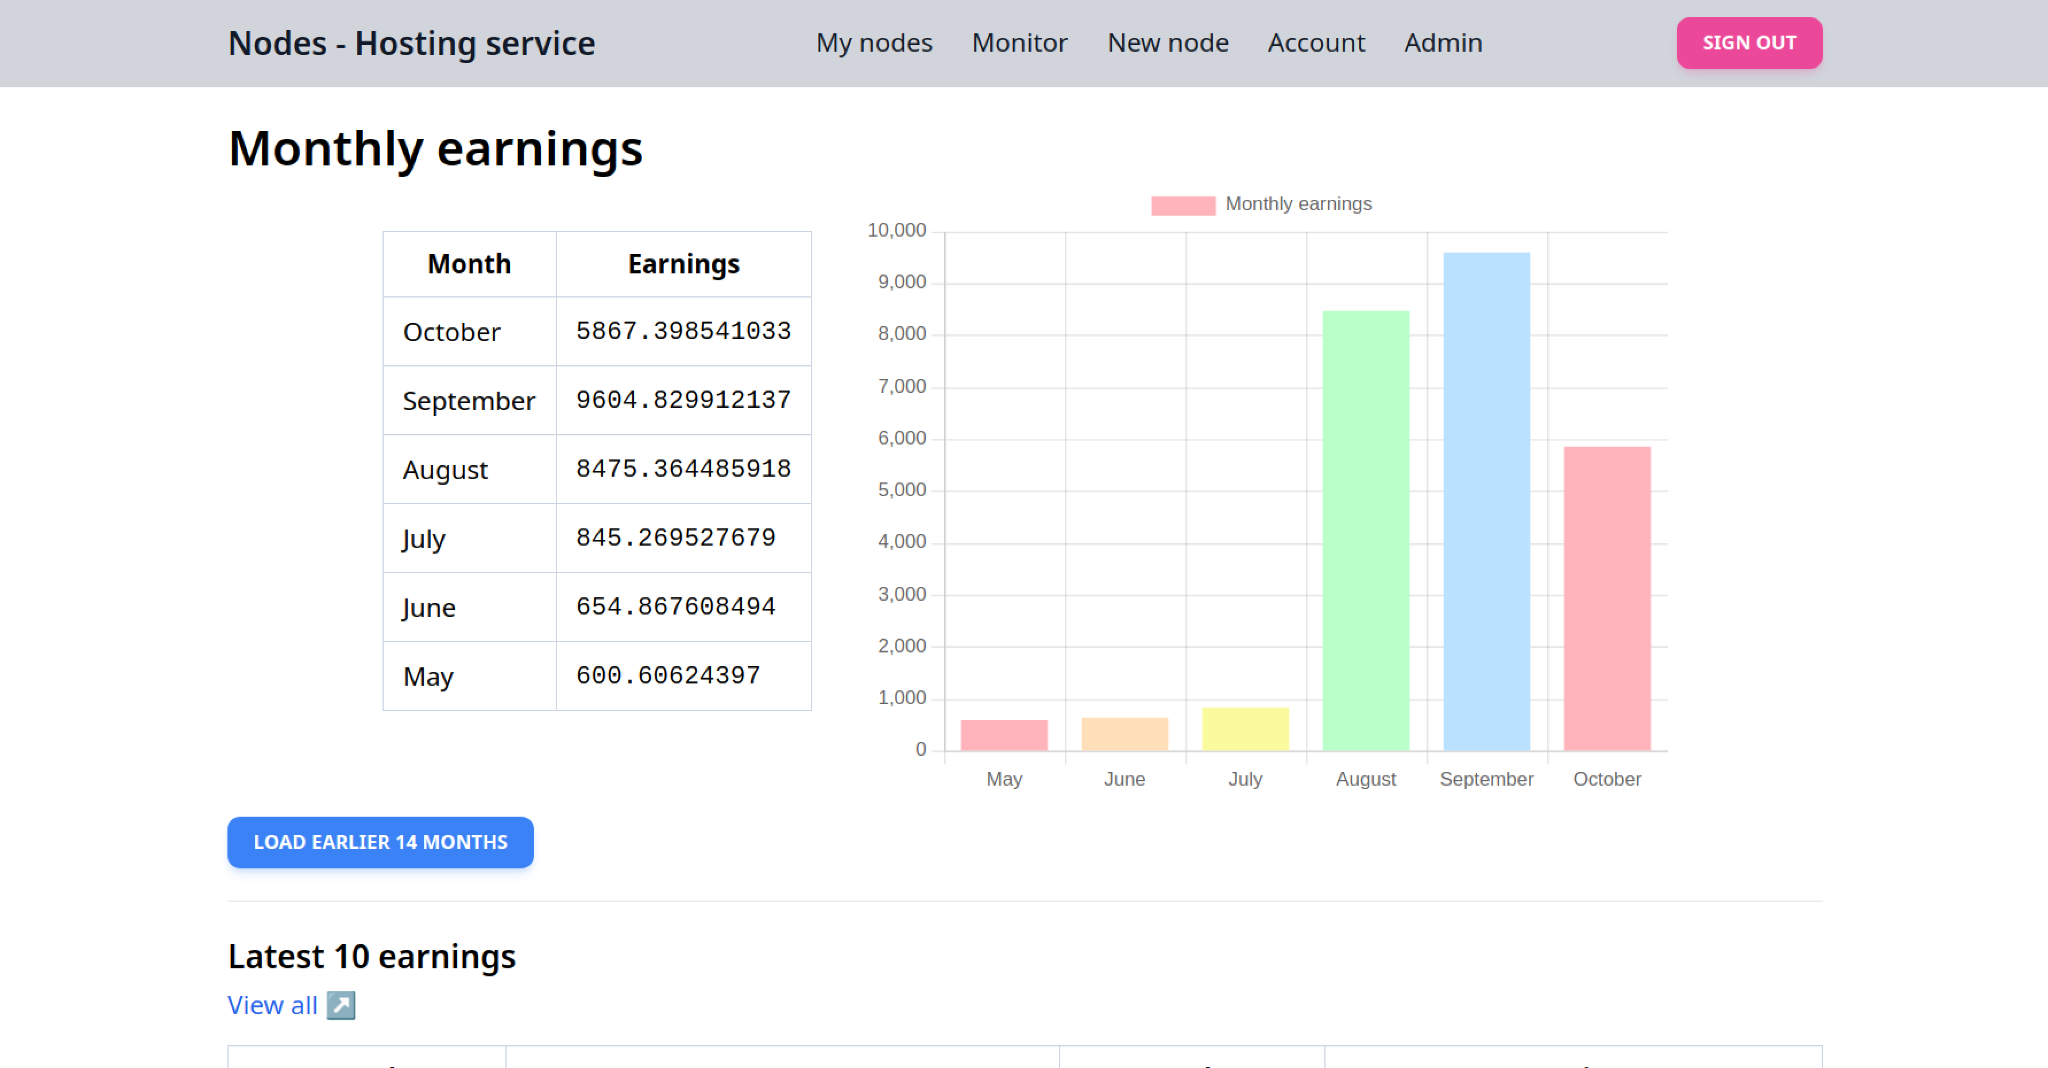 Nodes - Hosting service My nodes Monitor New node Account Admin SIGN OUT
Monthly earnings
Month Earnings
October 5867.398541033
September 9604.829912137
August 8475.364485918
July 845.269527679
June 654.867608494
May 600.60624397
Monthly earnings
10,000
9,000
8,000
7,000
6,000
5,000
4,000
3,000
2,000
1,000
0
May June July August September October
LOAD EARLIER 14 MONTHS
Latest 10 earnings
View all